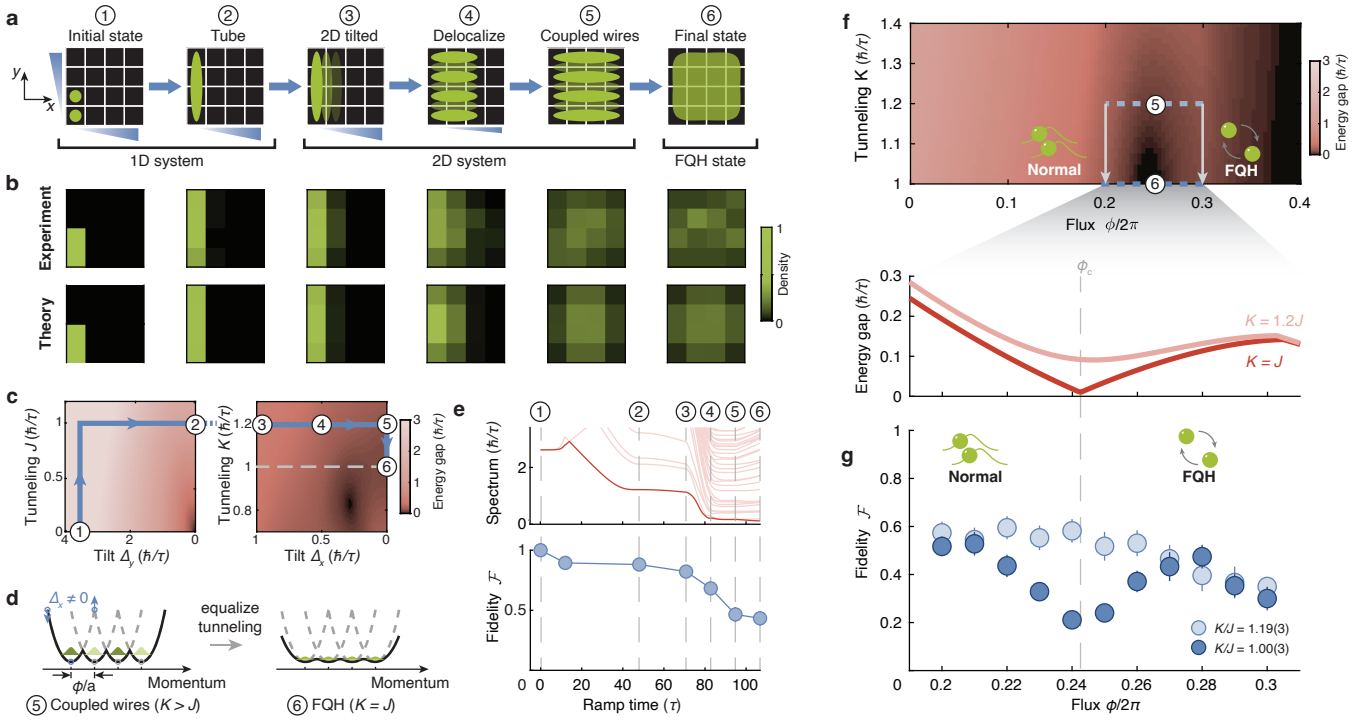 a
① ② ③ ④ ⑤ ⑥
Initial state Tube 2D tilted Delocalize Coupled wires Final state
y
x
1D system 2D system FQH state
b
Experiment
Theory
1
Density
0
c
Tunneling J (ħ/τ)
1
0.5
0
4 2 0
Tilt Δy (ħ/τ)
① ②
Tunneling K (ħ/τ)
1.2
1
0.8
1 0.5 0
Tilt Δx (ħ/τ)
③ ④ ⑤
⑥
3
2
1
0
Energy gap (ħ/τ)
d
Δx ≠ 0
equalize
tunneling
ϕ/a
Momentum Momentum
⑤ Coupled wires (K > J) ⑥ FQH (K = J)
e
① ② ③ ④ ⑤ ⑥
Spectrum (ħ/τ)
2
0
Fidelity ℱ
1
0.5
0 20 40 60 80 100
Ramp time (τ)
f
Tunneling K (ħ/τ)
1.4
1.3
1.2
1.1
1
⑤
⑥
Normal FQH
0 0.1 0.2 0.3 0.4
Flux ϕ/2π
3
2
1
0
Energy gap (ħ/τ)
ϕc
Energy gap (ħ/τ)
0.3
0.2
0.1
0
K = 1.2J
K = J
g
Normal FQH
Fidelity ℱ
1
0.8
0.6
0.4
0.2
0
K/J = 1.19(3)
K/J = 1.00(3)
0.2 0.22 0.24 0.26 0.28 0.3
Flux ϕ/2π